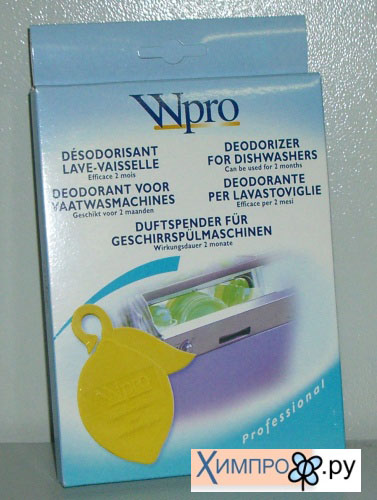 Wpro
DÉSODORISANT
LAVE-VAISSELLE
Efficace 2 mois
DEODORIZER
FOR DISHWASHERS
Can be used for 2 months
DEODORANT VOOR
VAATWASMACHINES
Geschikt voor 2 maanden
DEODORANTE
PER LAVASTOVIGLIE
Efficace per 2 mesi
DUFTSPENDER FÜR
GESCHIRRSPÜLMASCHINEN
Wirkungsdauer 2 monate
Wpro
Professional
Химпро.ру